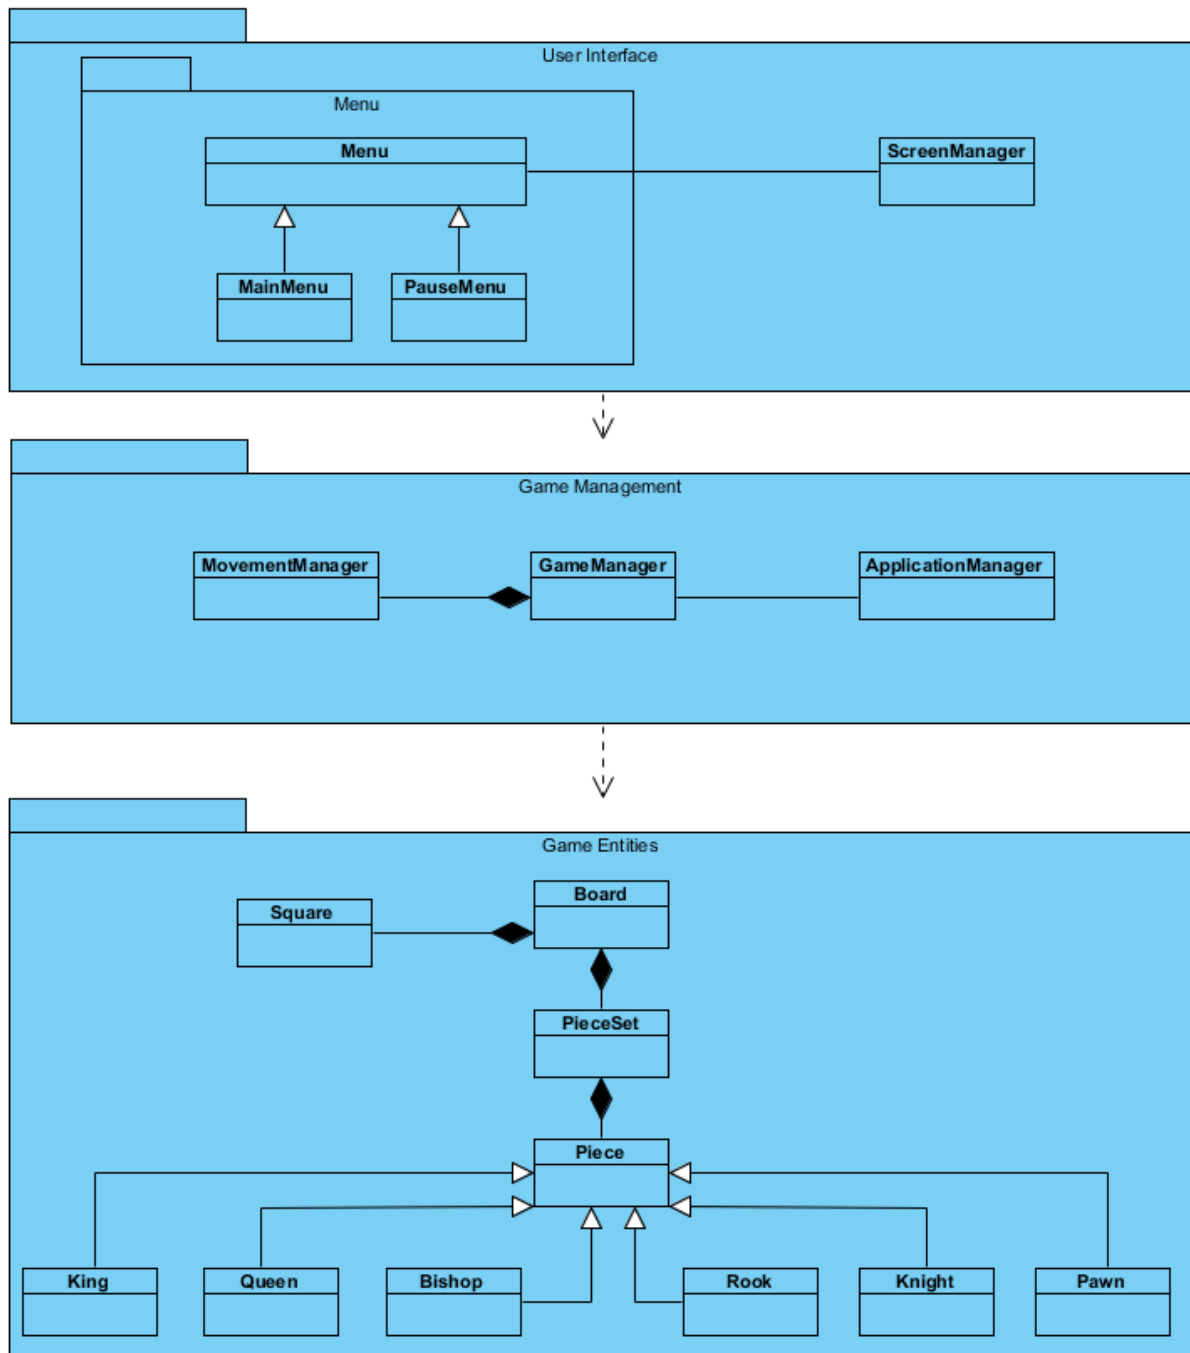 User Interface
Menu
Menu
ScreenManager
MainMenu
PauseMenu
Game Management
MovementManager
GameManager
ApplicationManager
Game Entities
Board
Square
PieceSet
Piece
King
Queen
Bishop
Rook
Knight
Pawn